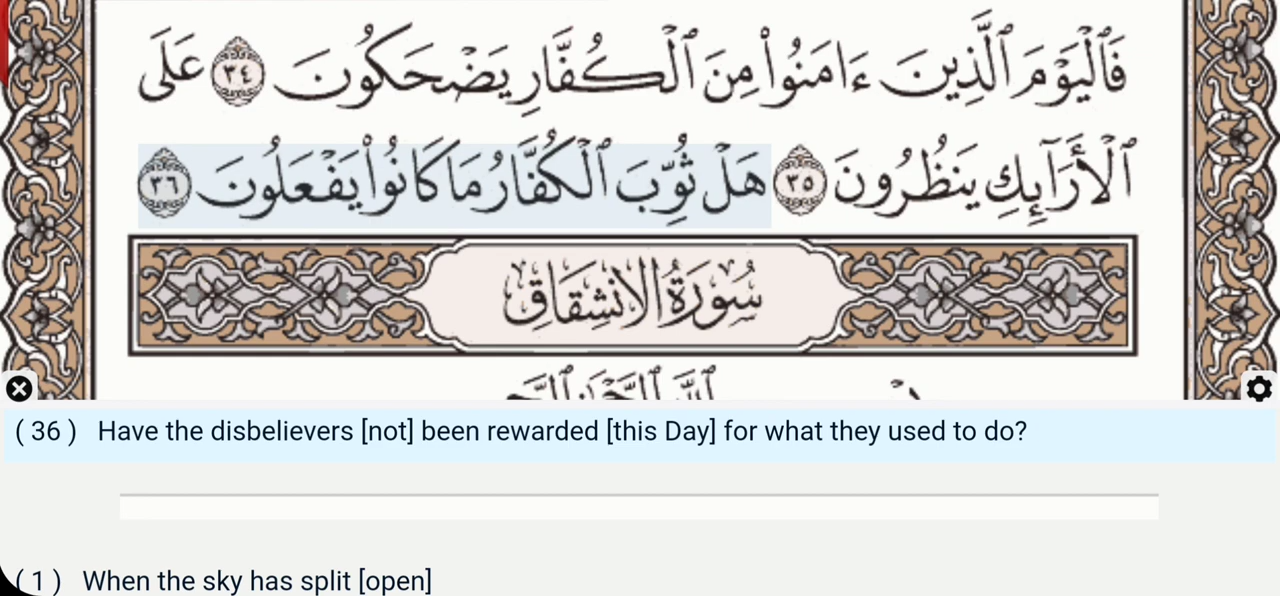 فَٱلْيَوْمَ ٱلَّذِينَ ءَامَنُوا۟ مِنَ ٱلْكُفَّارِ يَضْحَكُونَ ٣٤ عَلَى
ٱلْأَرَآئِكِ يَنظُرُونَ ٣٥ هَلْ ثُوِّبَ ٱلْكُفَّارُ مَا كَانُوا۟ يَفْعَلُونَ ٣٦
سُورَةُ الانشِقَاقِ
( 36 ) Have the disbelievers [not] been rewarded [this Day] for what they used to do?
( 1 ) When the sky has split [open]